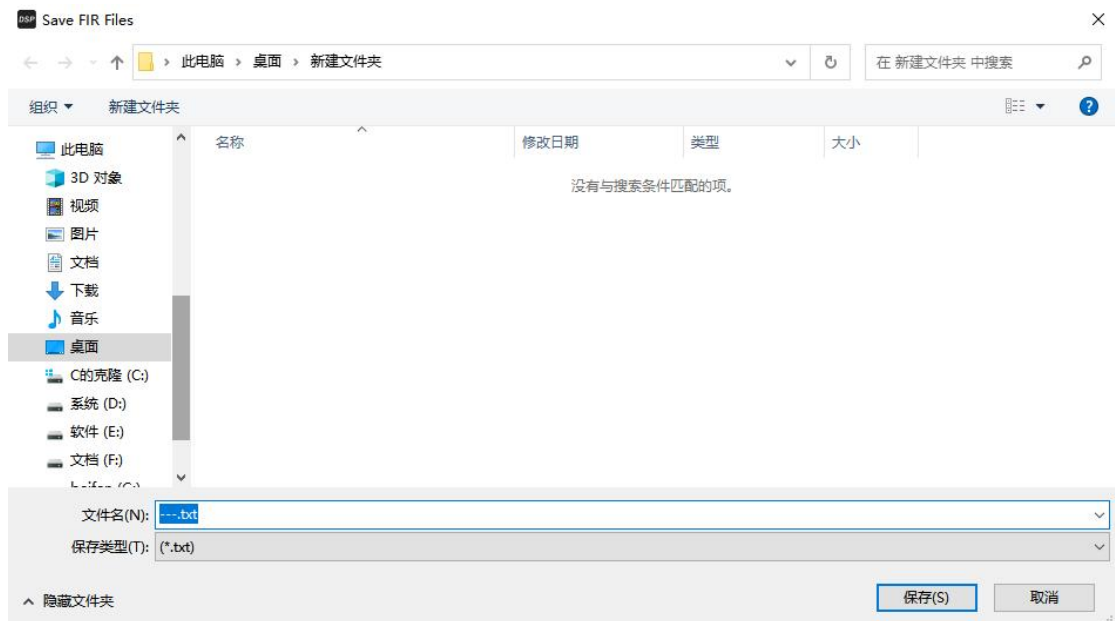 DSP Save FIR Files
此电脑 › 桌面 › 新建文件夹
在 新建文件夹 中搜索
组织 新建文件夹
名称 修改日期 类型 大小
没有与搜索条件匹配的项。
此电脑
3D 对象
视频
图片
文档
下载
音乐
桌面
C的克隆 (C:)
系统 (D:)
软件 (E:)
文档 (F:)
文件名(N): ---.txt
保存类型(T): (*.txt)
隐藏文件夹
保存(S) 取消